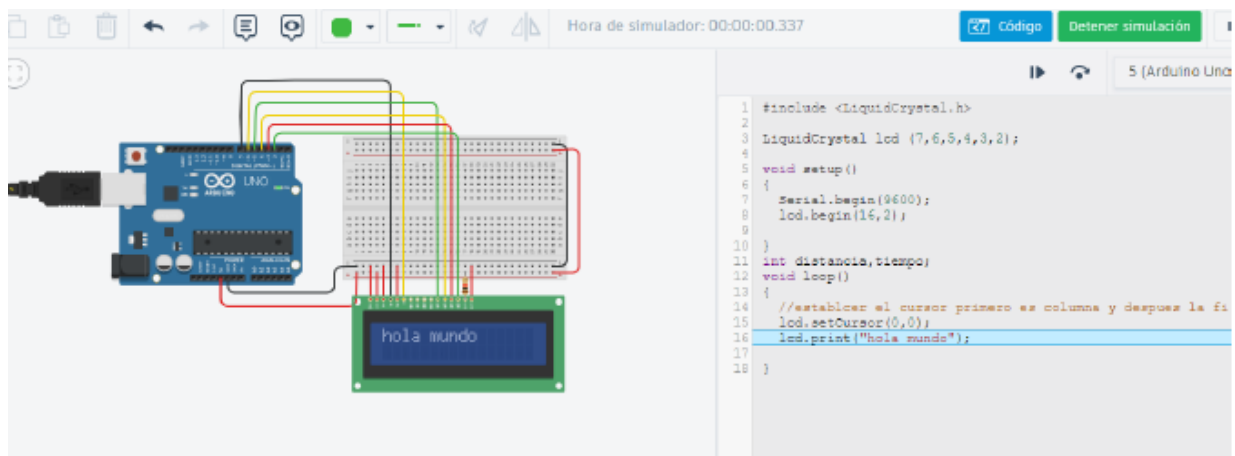 Hora de simulador: 00:00:00.337
Código
Detener simulación
5 (Arduino Uno
UNO
ARDUINO
hola mundo
1 #include <LiquidCrystal.h>
2
3 LiquidCrystal lcd (7,6,5,4,3,2);
4
5 void setup()
6 {
7 Serial.begin(9600);
8 lcd.begin(16,2);
9
10 }
11 int distancia,tiempo;
12 void loop()
13 {
14 //establcer el cursor primero es columna y despues la fi
15 lcd.setCursor(0,0);
16 lcd.print("hola mundo");
17
18 }